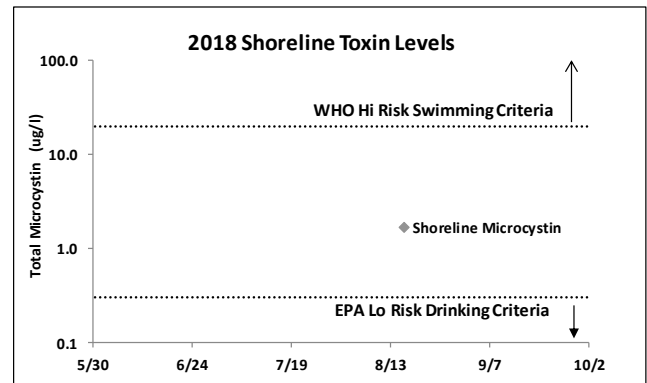 2018 Shoreline Toxin Levels
Total Microcystin (ug/l)
100.0
10.0
1.0
0.1
WHO Hi Risk Swimming Criteria
Shoreline Microcystin
EPA Lo Risk Drinking Criteria
5/30 6/24 7/19 8/13 9/7 10/2